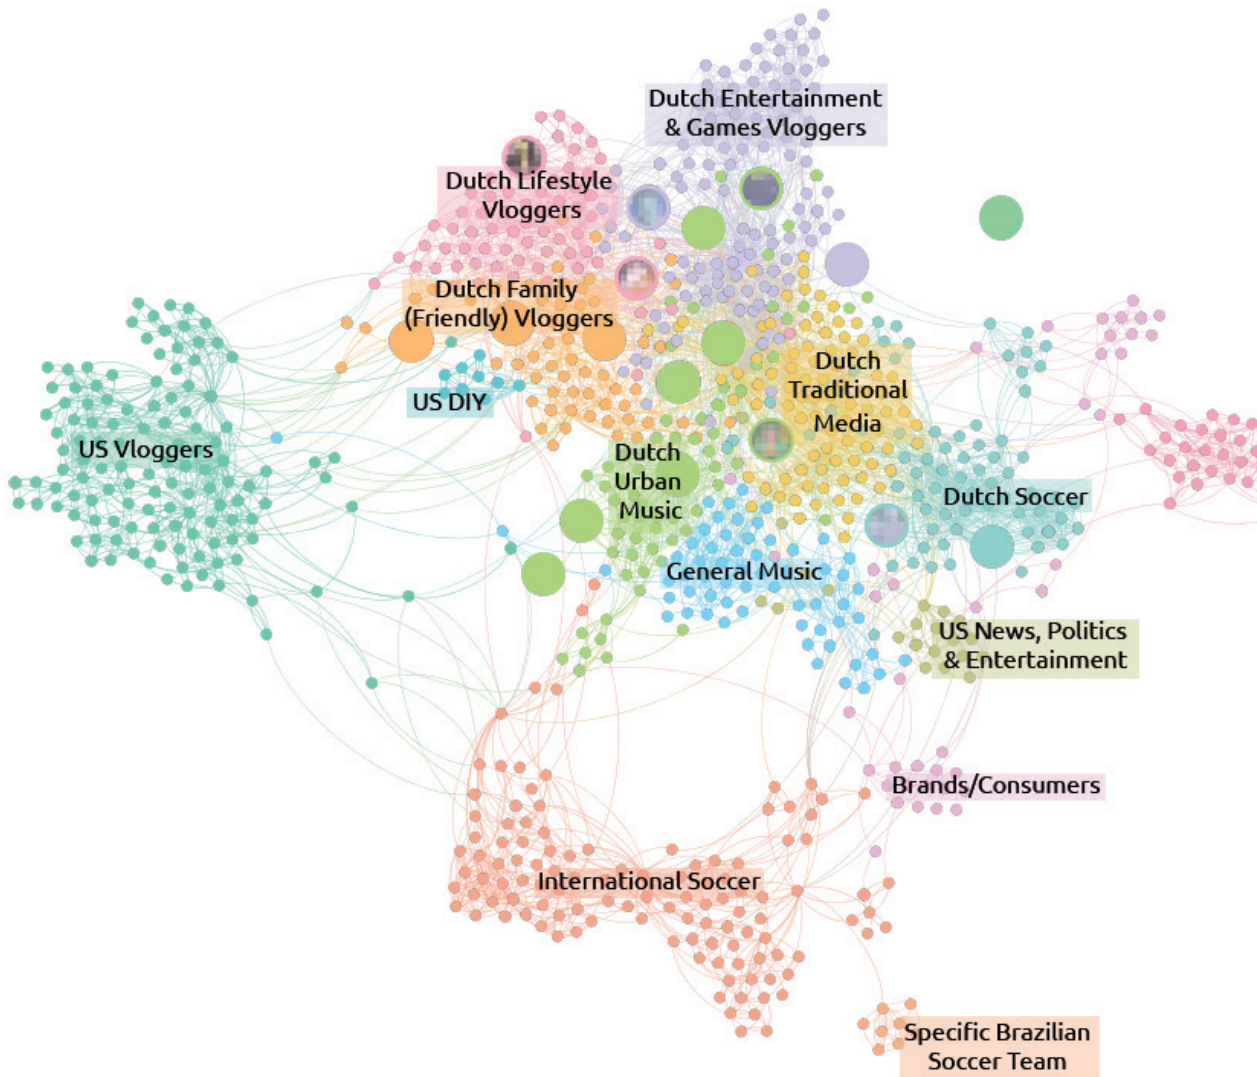 Dutch Entertainment
& Games Vloggers
Dutch Lifestyle
Vloggers
Dutch Family
(Friendly) Vloggers
Dutch
Traditional
Media
US DIY
US Vloggers
Dutch
Urban
Music
Dutch Soccer
General Music
US News, Politics
& Entertainment
Brands/Consumers
International Soccer
Specific Brazilian
Soccer Team